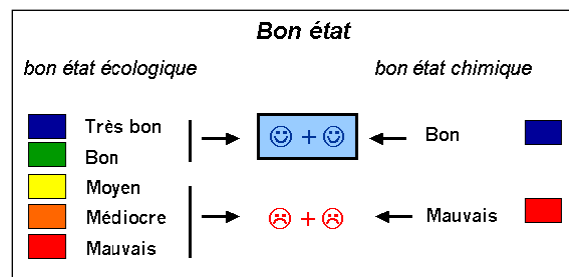 Bon état
bon état écologique
bon état chimique
Très bon
Bon
Moyen
Médiocre
Mauvais
☺ + ☺
☹ + ☹
Bon
Mauvais